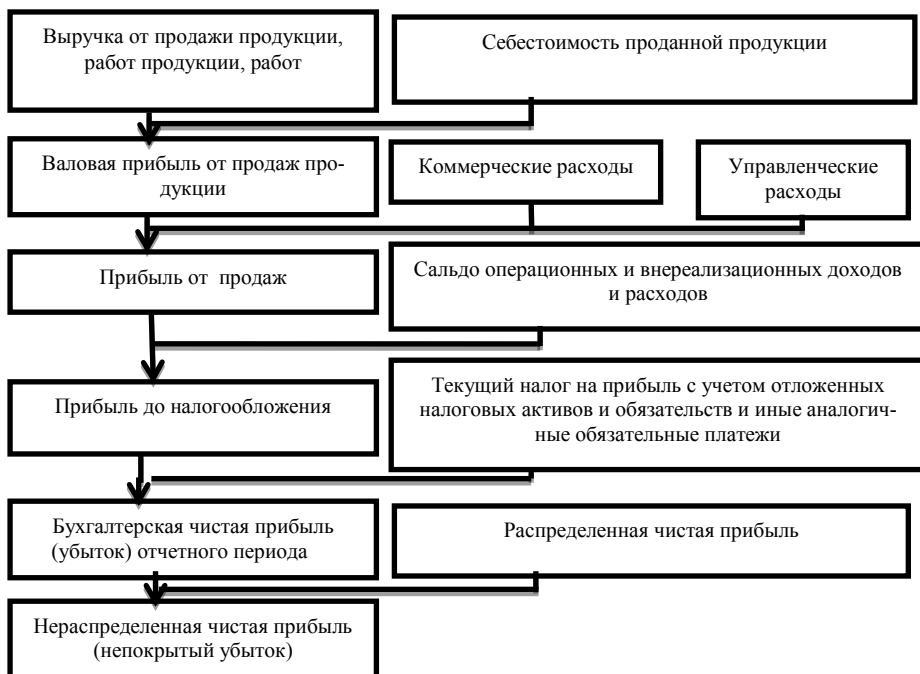 Выручка от продажи продукции,
работ продукции, работ
Себестоимость проданной продукции
Валовая прибыль от продаж про-
дукции
Коммерческие расходы
Управленческие
расходы
Прибыль от продаж
Сальдо операционных и внереализационных доходов
и расходов
Прибыль до налогообложения
Текущий налог на прибыль с учетом отложенных
налоговых активов и обязательств и иные аналогич-
ные обязательные платежи
Бухгалтерская чистая прибыль
(убыток) отчетного периода
Распределенная чистая прибыль
Нераспределенная чистая прибыль
(непокрытый убыток)